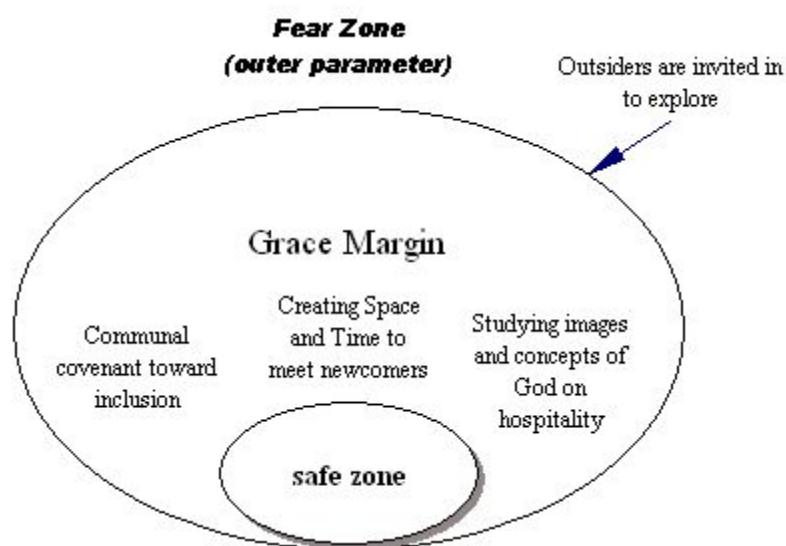 Fear Zone
(outer parameter)
Outsiders are invited in
to explore
Grace Margin
Communal
covenant toward
inclusion
Creating Space
and Time to
meet newcomers
Studying images
and concepts of
God on
hospitality
safe zone